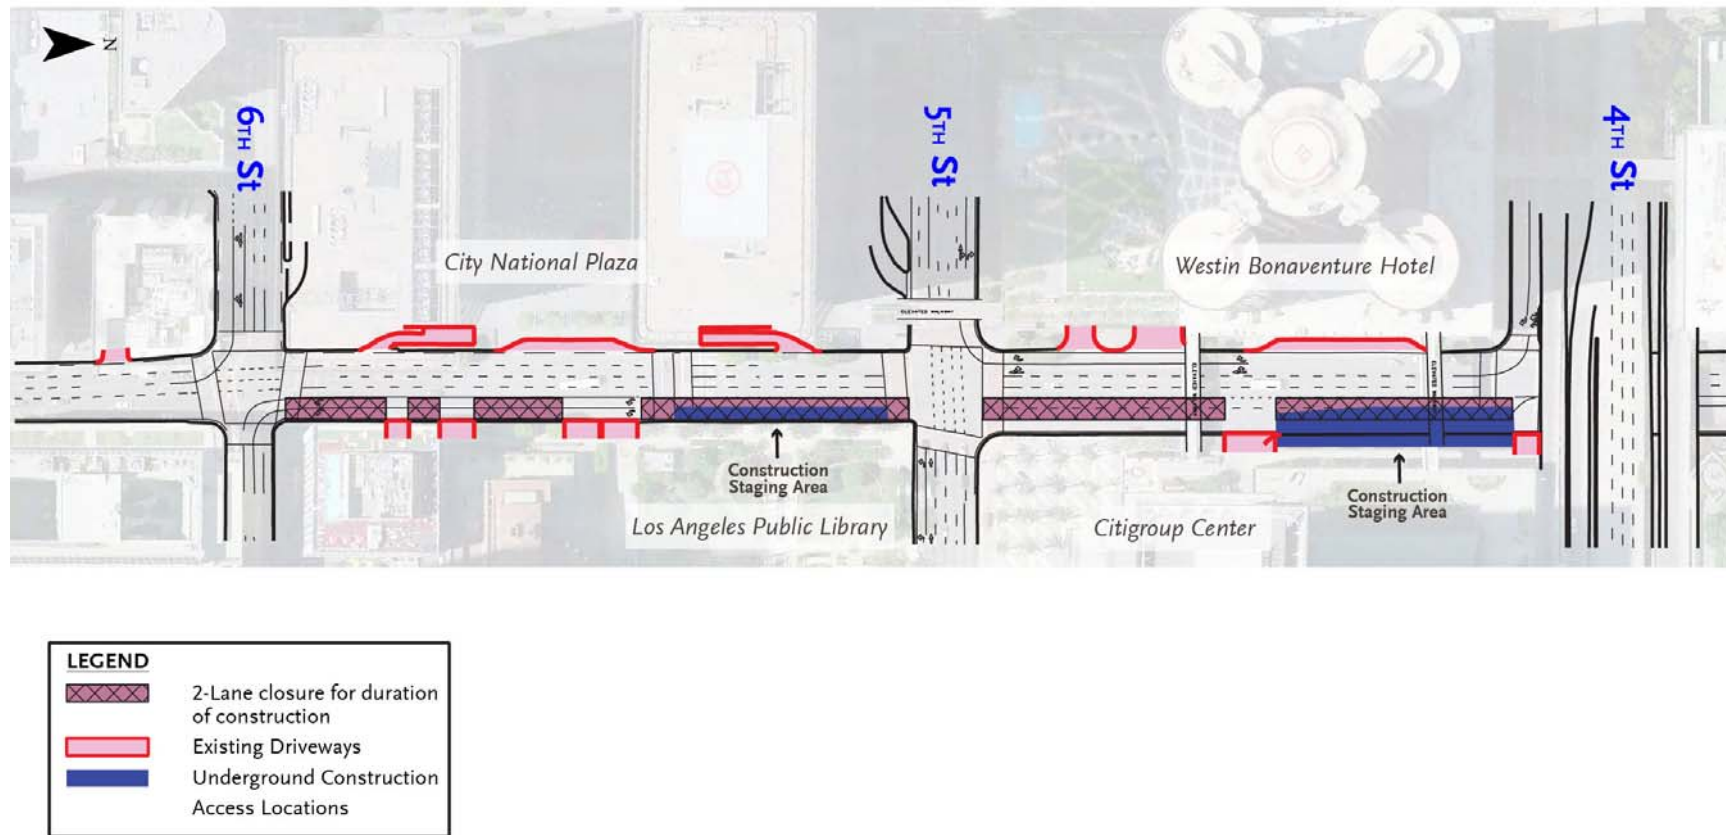 N
6TH St
5TH St
4TH St
City National Plaza
Westin Bonaventure Hotel
ELEVATED WALKWAY
Construction
Staging Area
Construction
Staging Area
Los Angeles Public Library
Citigroup Center
LEGEND
2-Lane closure for duration
of construction
Existing Driveways
Underground Construction
Access Locations